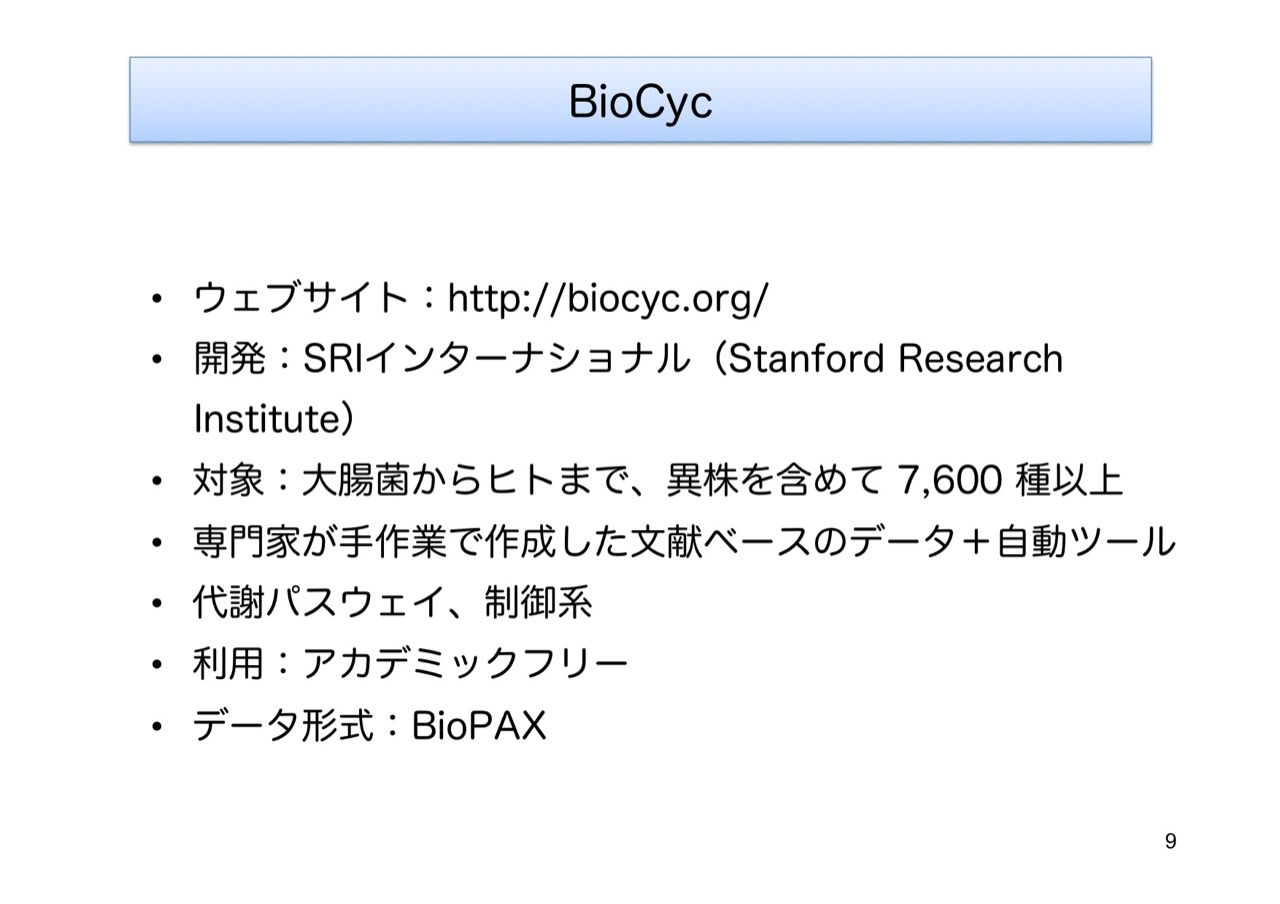 BioCyc
• ウェブサイト：http://biocyc.org/
• 開発：SRIインターナショナル（Stanford Research
Institute）
• 対象：大腸菌からヒトまで、異株を含めて 7,600 種以上
• 専門家が手作業で作成した文献ベースのデータ＋自動ツール
• 代謝パスウェイ、制御系
• 利用：アカデミックフリー
• データ形式：BioPAX
9